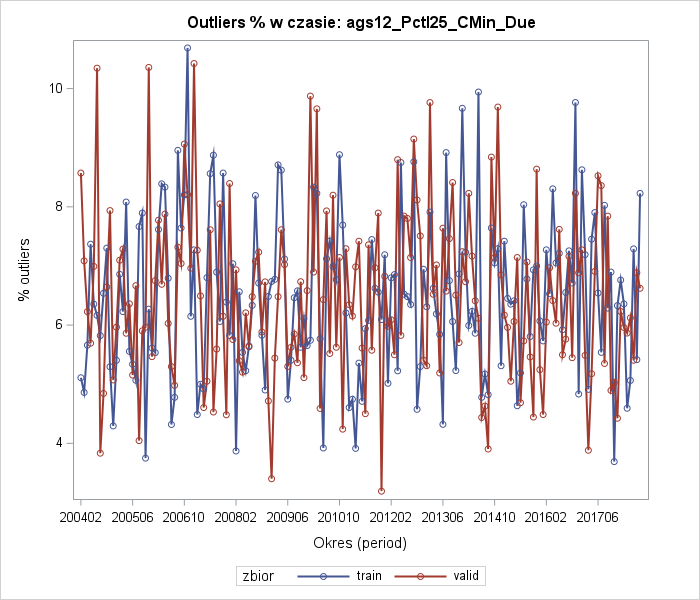 Outliers % w czasie: ags12_Pctl25_CMin_Due
% outliers
10
8
6
4
200402 200506 200610 200802 200906 201010 201202 201306 201410 201602 201706
Okres (period)
zbior train valid